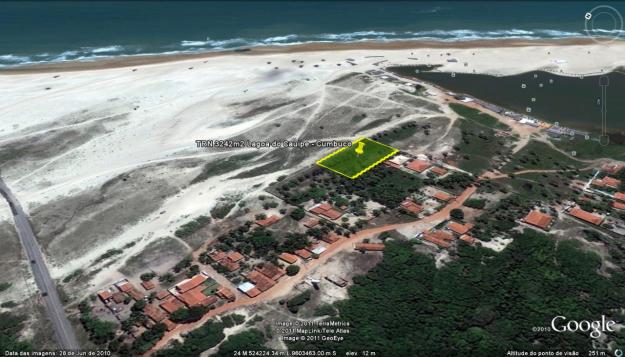 TRN 3242m2 Lagoa do Cauipe - Cumbuco
Image © 2011 TerraMetrics
© 2011 MapLink/Tele Atlas
Image © 2011 GeoEye
©2010 Google
Data das imagens: 28 de Jun de 2010
24 M 524224.34 L 9603463.00 S elev 12 m
Altitude do ponto de visão 251 m